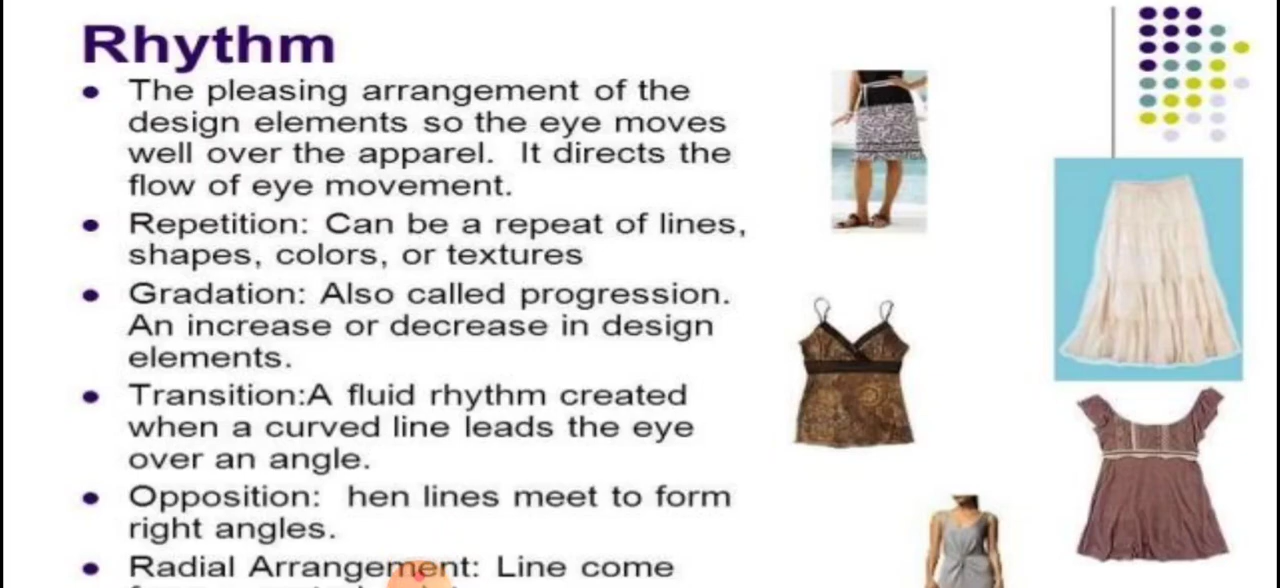 Rhythm
• The pleasing arrangement of the
design elements so the eye moves
well over the apparel. It directs the
flow of eye movement.
• Repetition: Can be a repeat of lines,
shapes, colors, or textures
• Gradation: Also called progression.
An increase or decrease in design
elements.
• Transition:A fluid rhythm created
when a curved line leads the eye
over an angle.
• Opposition: hen lines meet to form
right angles.
• Radial Arrangement: Line come